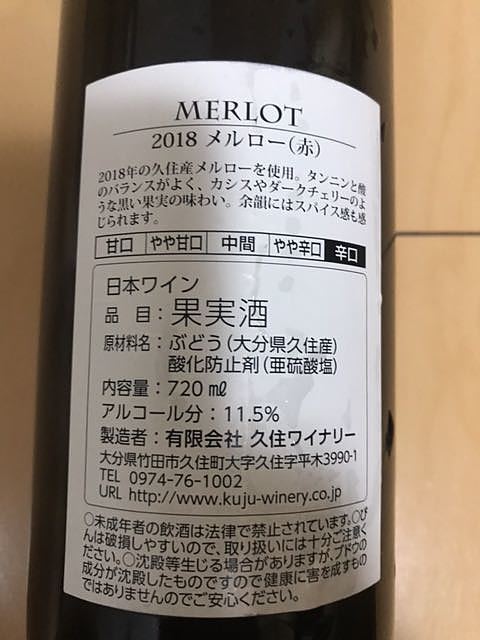 MERLOT
2018 メルロー(赤)
2018年の久住産メルローを使用。タンニンと酸
のバランスがよく、カシスやダークチェリーのよ
うな黒い果実の味わい。余韻にはスパイス感も感
じられます。
甘口 やや甘口 中間 やや辛口 辛口
日本ワイン
品 目：果実酒
原材料名：ぶどう(大分県久住産)
酸化防止剤(亜硫酸塩)
内容量：720 ㎖
アルコール分：11.5%
製造者：有限会社 久住ワイナリー
大分県竹田市久住町大字久住字平木3990-1
TEL 0974-76-1002
URL http://www.kuju-winery.co.jp
○未成年者の飲酒は法律で禁止されています。○び
んは破損しやすいので、取り扱いには十分ご注意く
ださい。○沈殿等生じる場合がありますが、ブドウの
成分が沈殿したものですので健康に害を成すもの
ではありませんのでご安心ください。